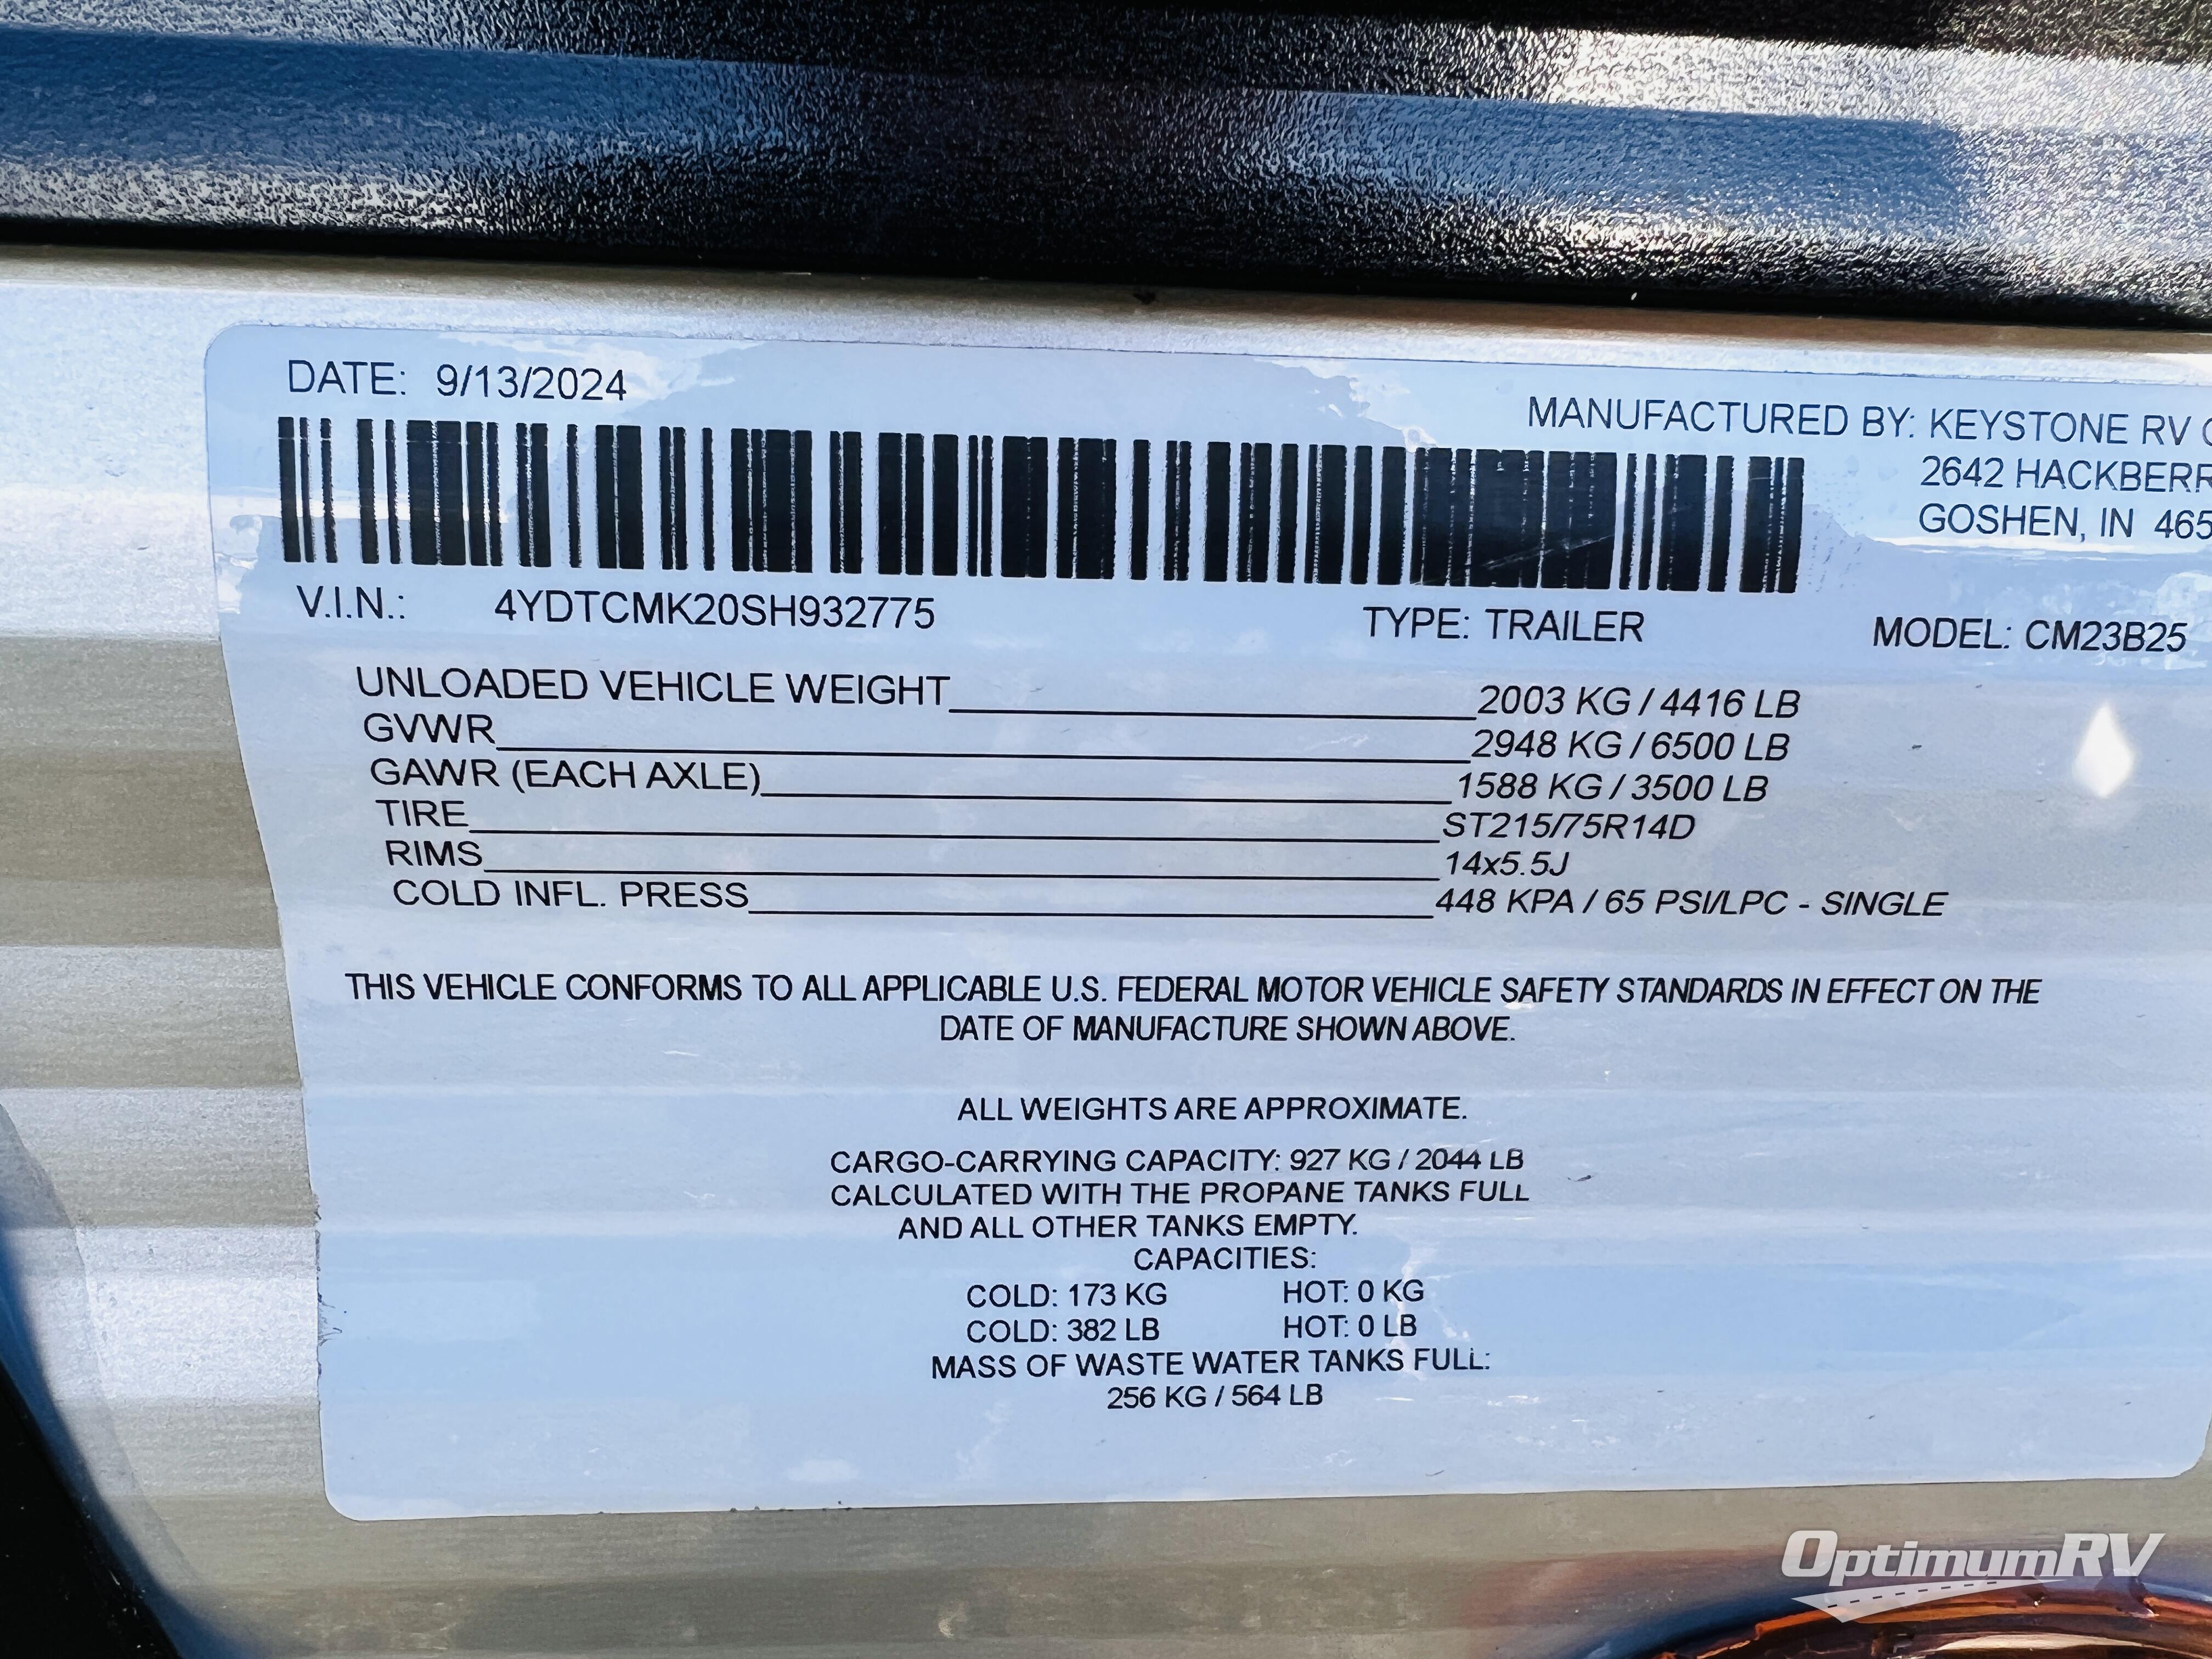 DATE: 9/13/2024
MANUFACTURED BY: KEYSTONE RV
2642
GOSHEN, IN
V.I.N.: 4YDTCMK20SH932775 TYPE: TRAILER MODEL: CM23B25
UNLOADED VEHICLE WEIGHT 2003 KG / 4416 LB
GVWR 2948 KG / 6500 LB
GAWR (EACH AXLE) 1588 KG / 3500 LB
TIRE ST215/75R14D
RIMS 14x5.5J
COLD INFL. PRESS 448 KPA / 65 PSI/LPC - SINGLE
THIS VEHICLE CONFORMS TO ALL APPLICABLE U.S. FEDERAL MOTOR VEHICLE SAFETY STANDARDS IN EFFECT ON THE
DATE OF MANUFACTURE SHOWN ABOVE.
ALL WEIGHTS ARE APPROXIMATE.
CARGO-CARRYING CAPACITY: 927 KG / 2044 LB
CALCULATED WITH THE PROPANE TANKS FULL
AND ALL OTHER TANKS EMPTY.
CAPACITIES:
COLD: 173 KG HOT: 0 KG
COLD: 382 LB HOT: 0 LB
MASS OF WASTE WATER TANKS FULL:
256 KG / 564 LB
OptimumRV